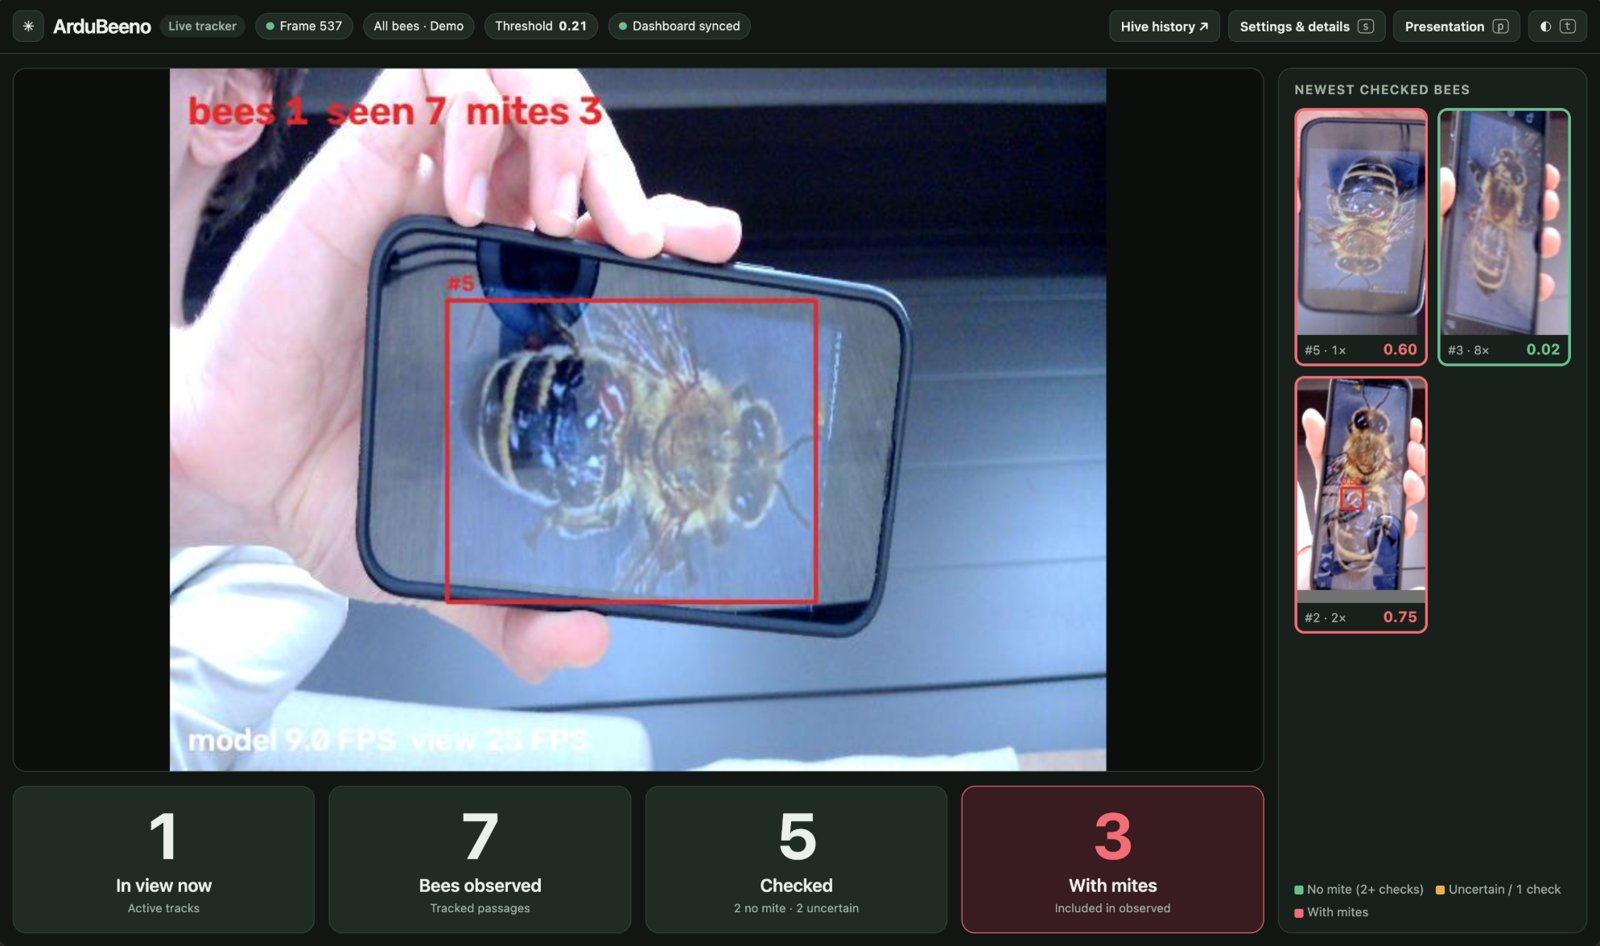 ArduBeeno Live tracker Frame 537 All bees · Demo Threshold 0.21 Dashboard synced Hive history ↗ Settings & details s Presentation p t
bees 1 seen 7 mites 3
#5
model 9.0 FPS view 25 FPS
NEWEST CHECKED BEES
#5 · 1× 0.60
#3 · 8× 0.02
#2 · 2× 0.75
No mite (2+ checks) Uncertain / 1 check
With mites
1
In view now
Active tracks
7
Bees observed
Tracked passages
5
Checked
2 no mite · 2 uncertain
3
With mites
Included in observed